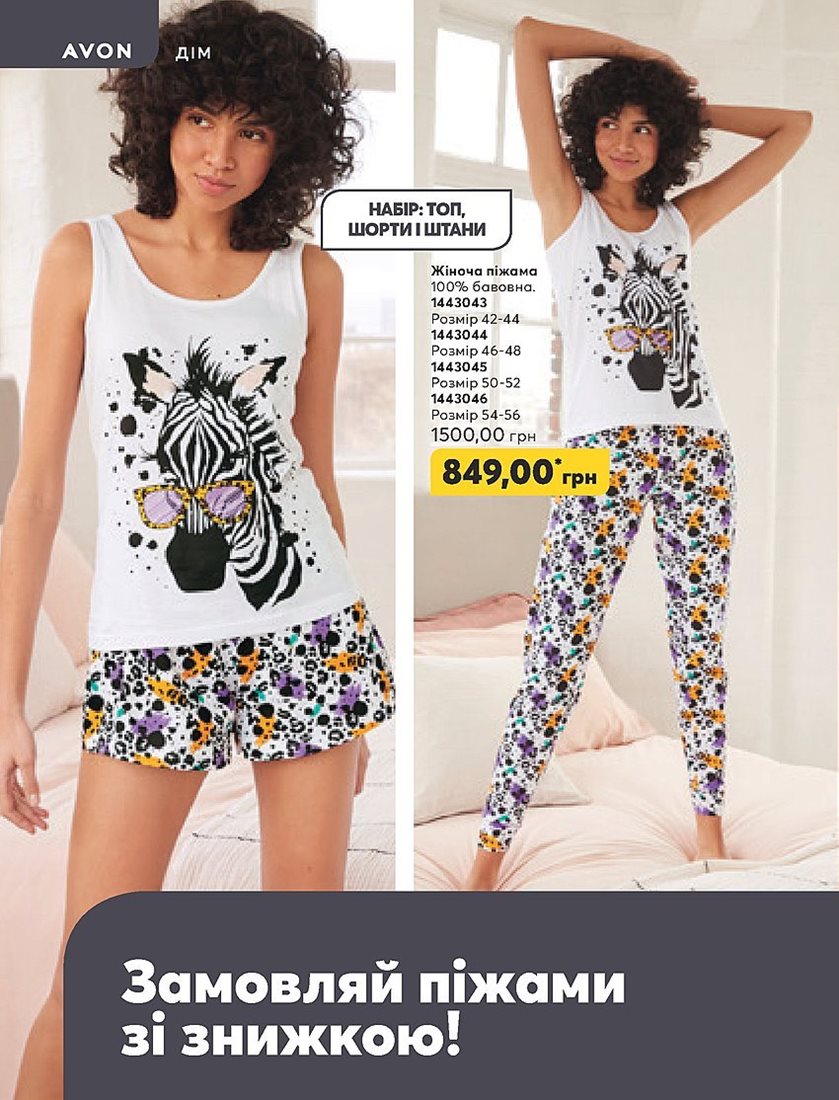 AVON ДІМ
НАБІР: ТОП,
ШОРТИ І ШТАНИ
Жіноча піжама
100% бавовна.
1443043
Розмір 42-44
1443044
Розмір 46-48
1443045
Розмір 50-52
1443046
Розмір 54-56
1500,00 грн
849,00* грн
Замовляй піжами
зі знижкою!